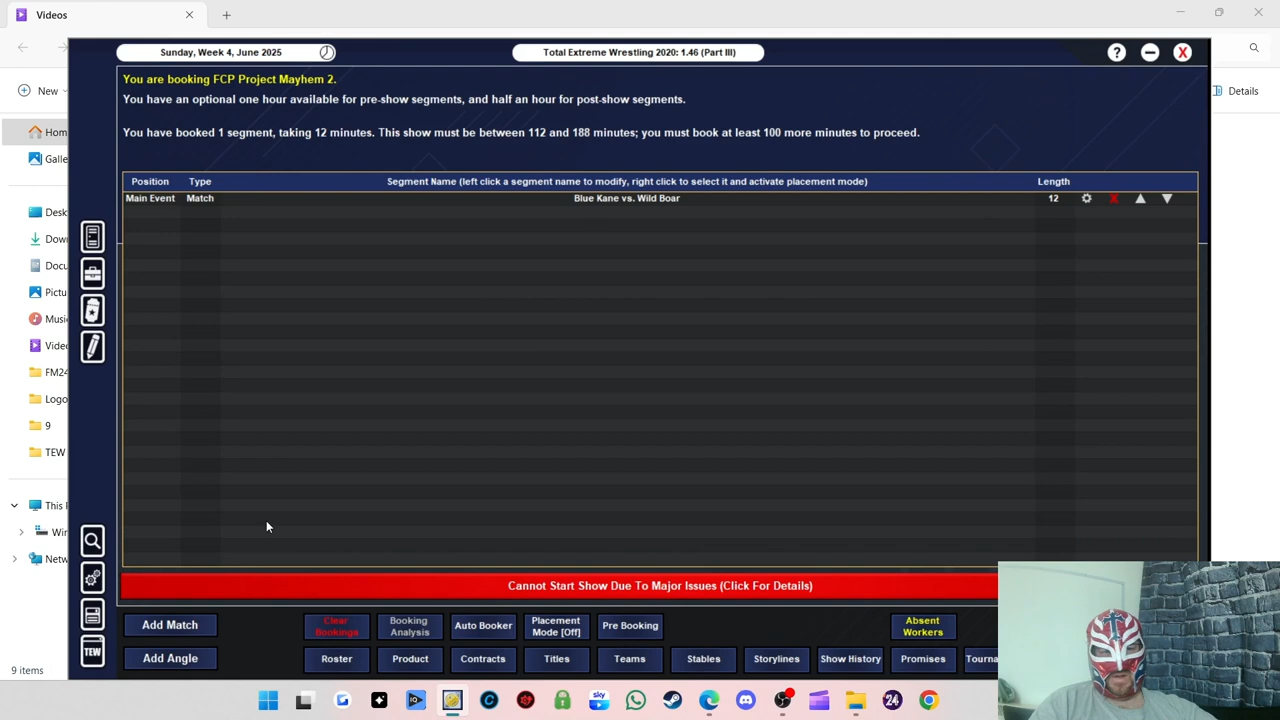 Videos
Sunday, Week 4, June 2025
Total Extreme Wrestling 2020: 1.46 (Part III)
?
X
You are booking FCP Project Mayhem 2.
You have an optional one hour available for pre-show segments, and half an hour for post-show segments.
You have booked 1 segment, taking 12 minutes. This show must be between 112 and 188 minutes; you must book at least 100 more minutes to proceed.
New
Details
Position Type Segment Name (left click a segment name to modify, right click to select it and activate placement mode) Length
Main Event Match Blue Kane vs. Wild Boar 12
Hom
Galle
Desk
Down
Docu
Pictu
Music
Video
FM24
Logo
9
TEW
This
Win
Netw
TEW
Cannot Start Show Due To Major Issues (Click For Details)
Add Match
Clear Bookings
Booking Analysis
Auto Booker
Placement Mode [Off]
Pre Booking
Absent Workers
Add Angle
Roster
Product
Contracts
Titles
Teams
Stables
Storylines
Show History
Promises
Tourna
9 items
sky
24